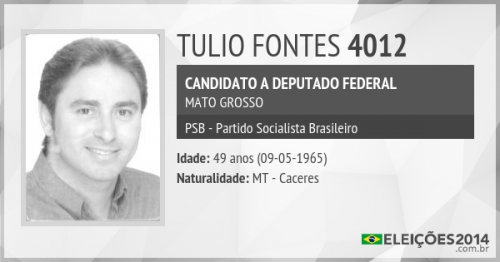 TULIO FONTES 4012
CANDIDATO A DEPUTADO FEDERAL
MATO GROSSO
PSB - Partido Socialista Brasileiro
Idade: 49 anos (09-05-1965)
Naturalidade: MT - Caceres
ELEIÇÕES2014
.com.br